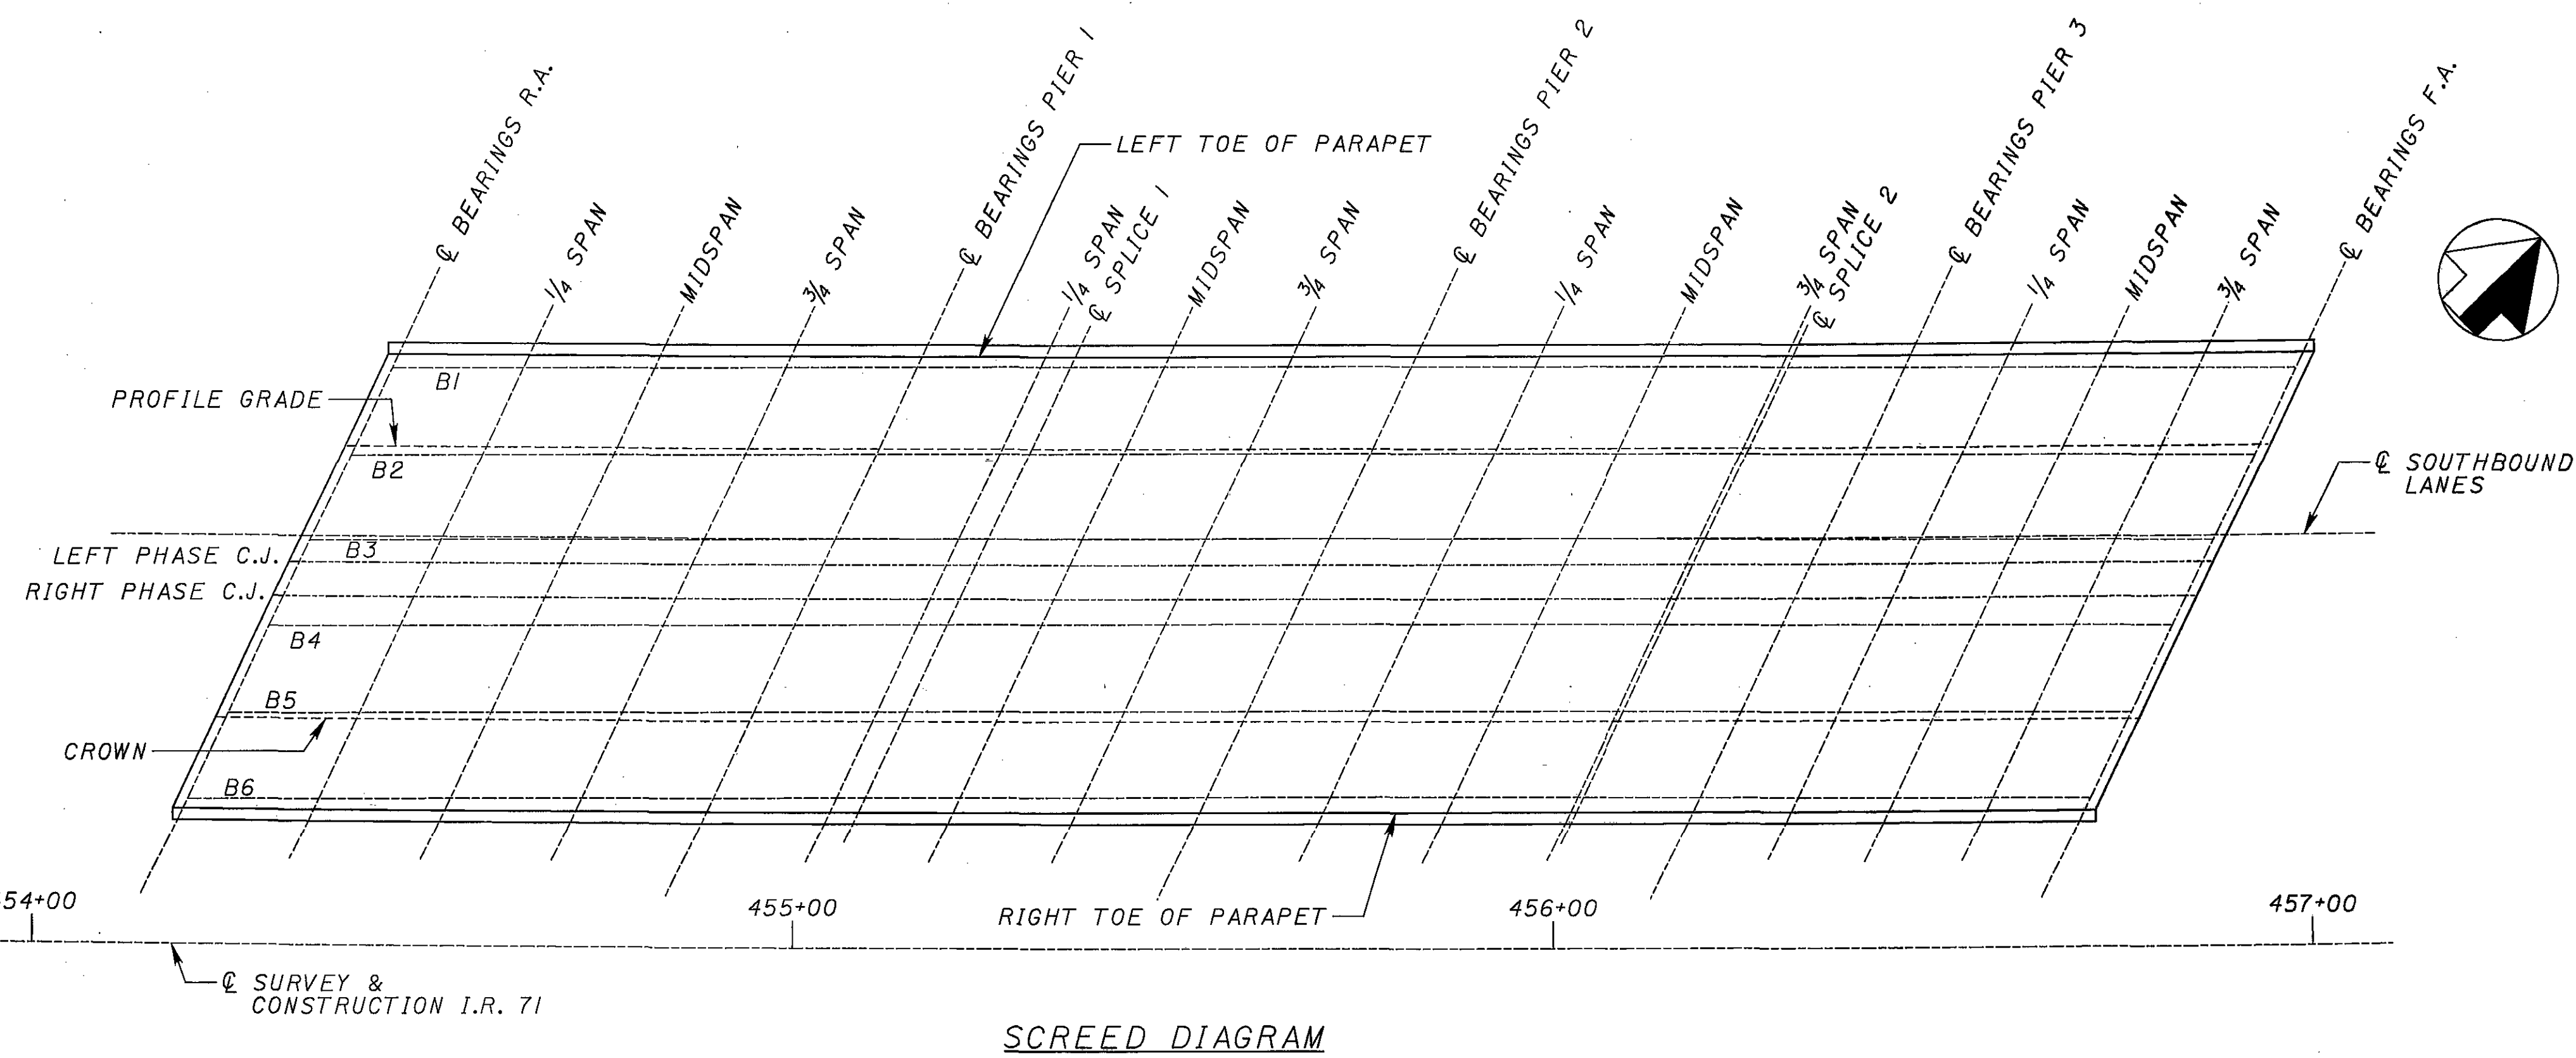 ℄ BEARINGS R.A.
1/4 SPAN
MIDSPAN
3/4 SPAN
℄ BEARINGS PIER 1
1/4 SPAN
℄ SPLICE 1
MIDSPAN
3/4 SPAN
℄ BEARINGS PIER 2
1/4 SPAN
MIDSPAN
3/4 SPAN
℄ SPLICE 2
℄ BEARINGS PIER 3
1/4 SPAN
MIDSPAN
3/4 SPAN
℄ BEARINGS F.A.
LEFT TOE OF PARAPET
B1
PROFILE GRADE
B2
℄ SOUTHBOUND
LANES
B3
LEFT PHASE C.J.
RIGHT PHASE C.J.
B4
B5
CROWN
B6
54+00
455+00
RIGHT TOE OF PARAPET
456+00
457+00
℄ SURVEY &
CONSTRUCTION I.R. 71
SCREED DIAGRAM